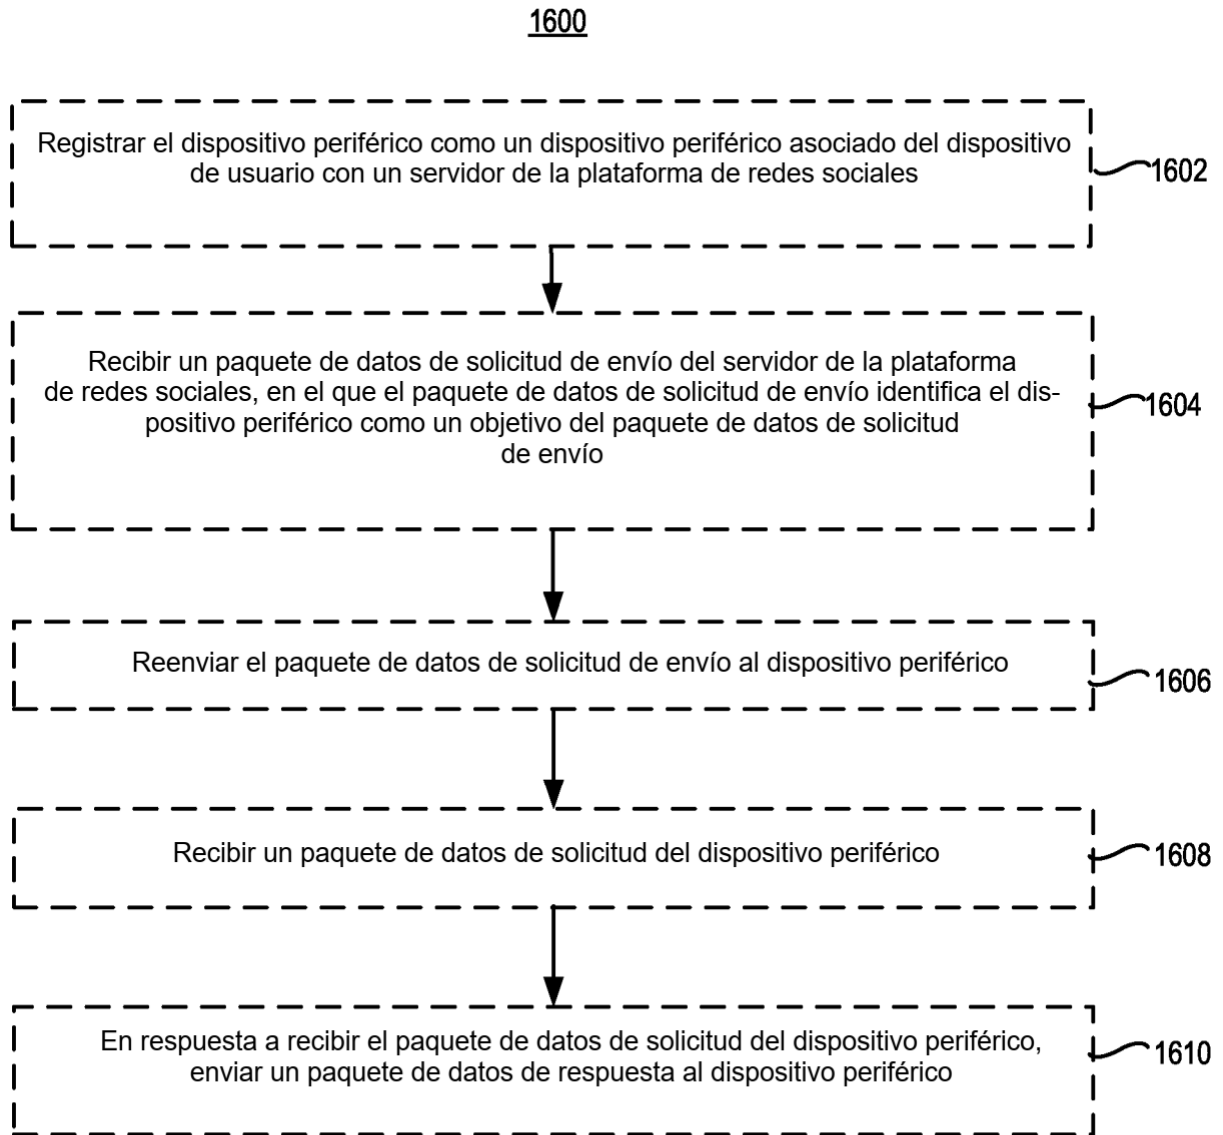 1600
Registrar el dispositivo periférico como un dispositivo periférico asociado del dispositivo
de usuario con un servidor de la plataforma de redes sociales
1602
Recibir un paquete de datos de solicitud de envío del servidor de la plataforma
de redes sociales, en el que el paquete de datos de solicitud de envío identifica el dis-
positivo periférico como un objetivo del paquete de datos de solicitud
de envío
1604
Reenviar el paquete de datos de solicitud de envío al dispositivo periférico
1606
Recibir un paquete de datos de solicitud del dispositivo periférico
1608
En respuesta a recibir el paquete de datos de solicitud del dispositivo periférico,
enviar un paquete de datos de respuesta al dispositivo periférico
1610